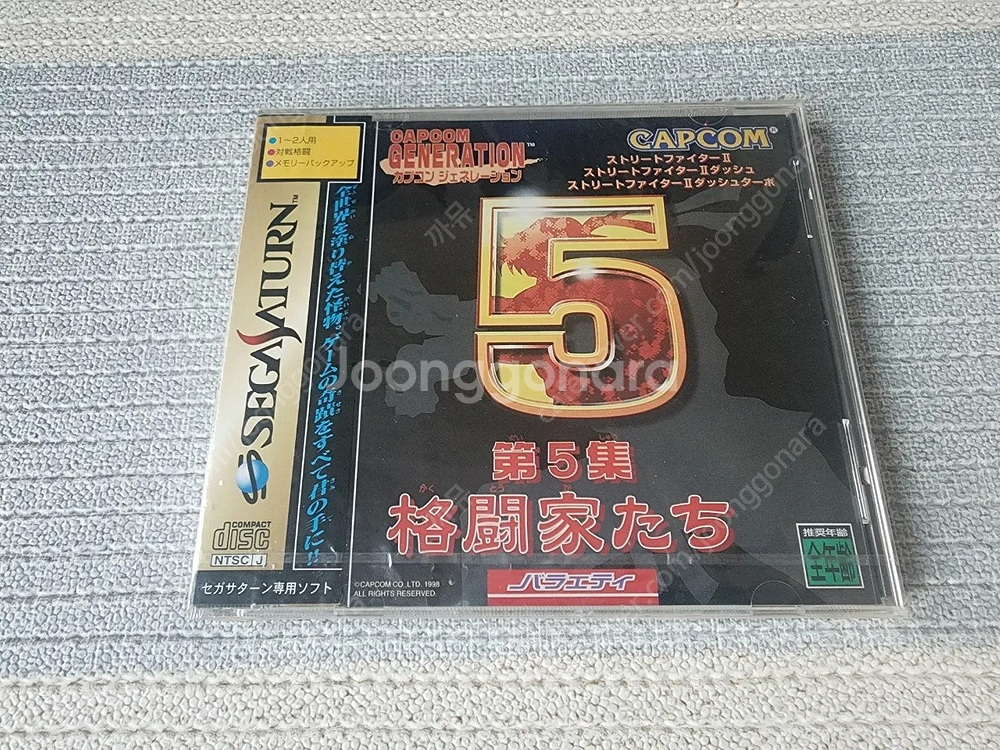 ●1～2人用
●対戦格闘
●メモリーバックアップ
SEGA SATURN™
COMPACT
disc
NTSC J
セガサターン専用ソフト
全世界を塗り替えた怪物。ゲームの奇蹟をすべて君の手に!!
CAPCOM
GENERATION™
カプコン ジェネレーション
CAPCOM®
ストリートファイターⅡ
ストリートファイターⅡダッシュ
ストリートファイターⅡダッシュターボ
5
第5集
格闘家たち
©CAPCOM CO.,LTD. 1998
ALL RIGHTS RESERVED.
バラエティ
推奨年齢
Joonggonara
까뮤